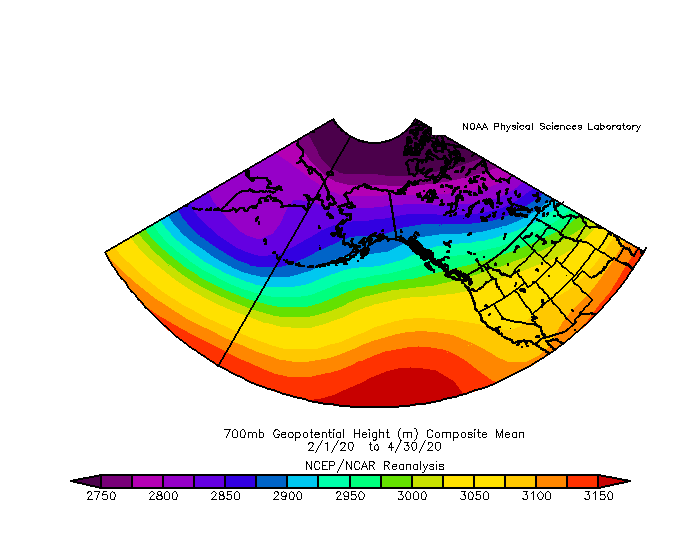 NOAA Physical Sciences Laboratory
700mb Geopotential Height (m) Composite Mean
2/1/20 to 4/30/20
NCEP/NCAR Reanalysis
2750 2800 2850 2900 2950 3000 3050 3100 3150